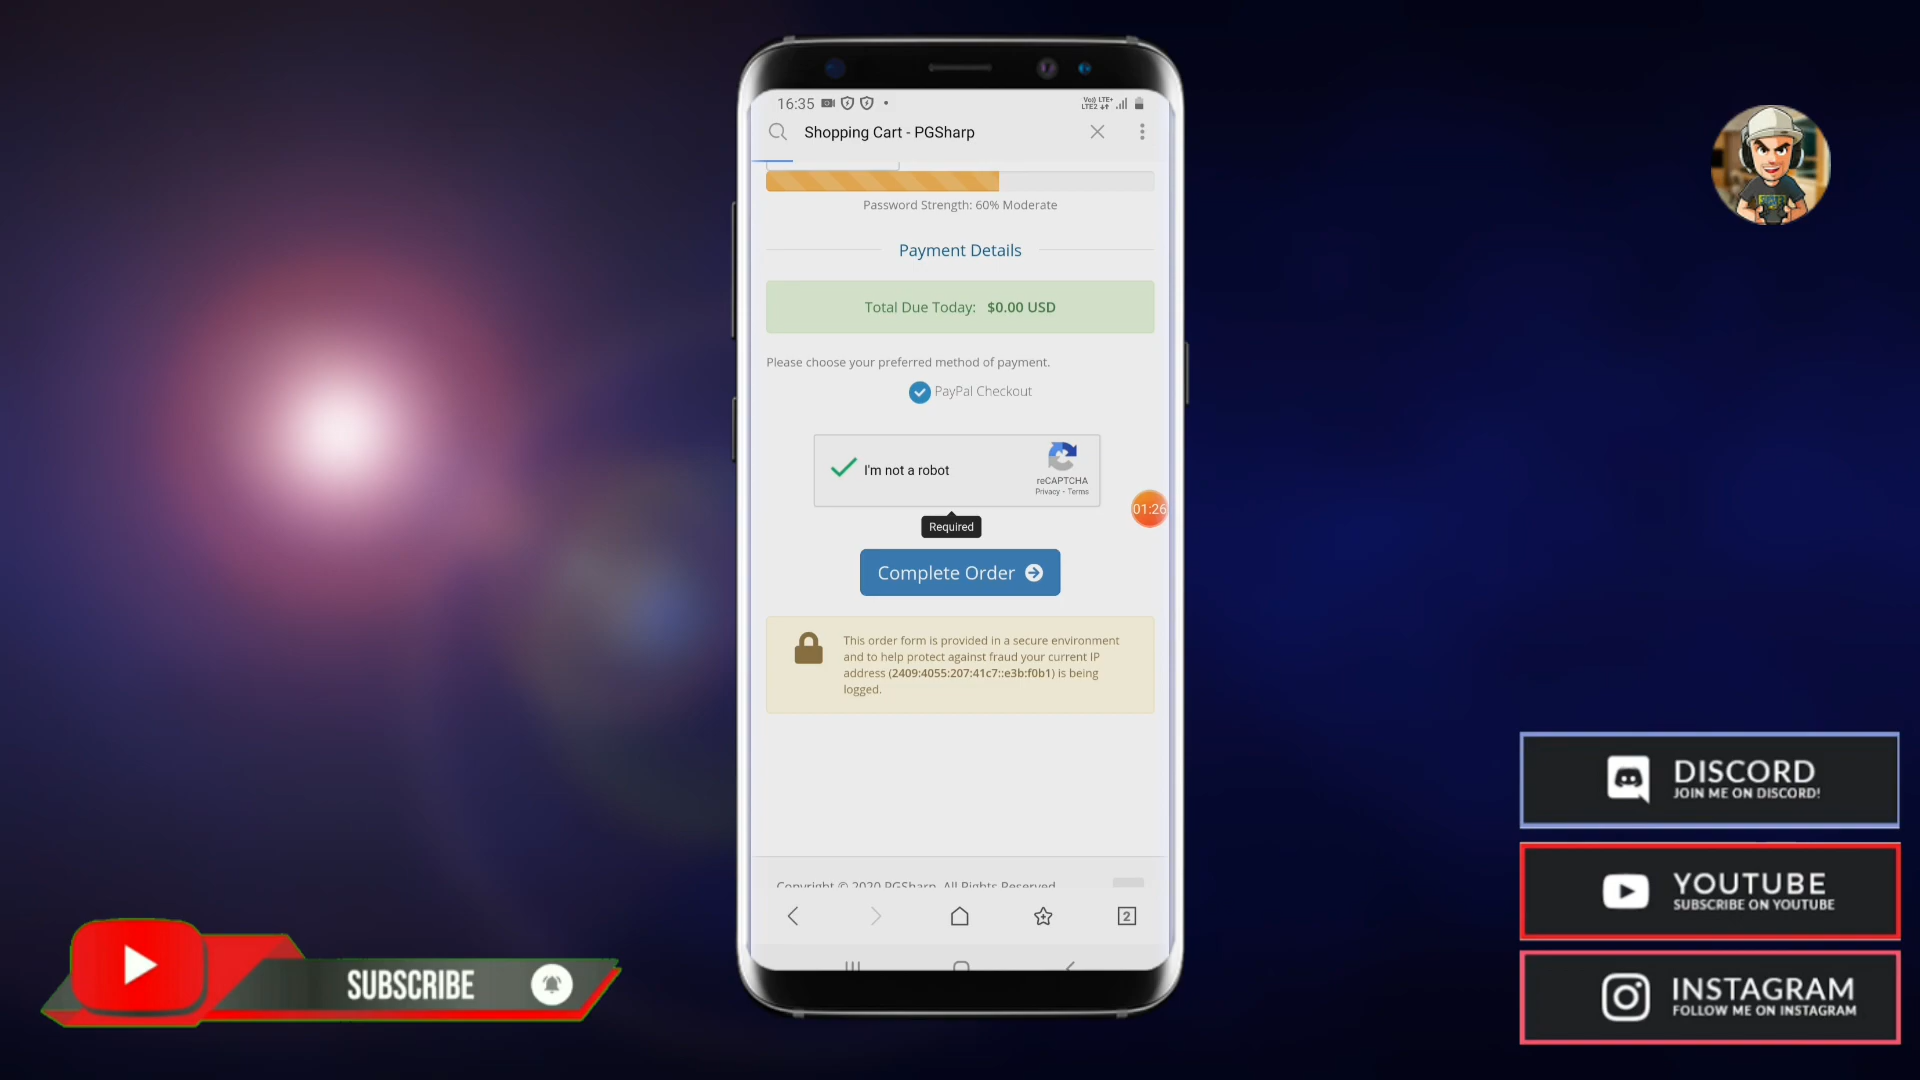 16:35
Vo) LTE+
LTE2
Shopping Cart - PGSharp
Password Strength: 60% Moderate
Payment Details
Total Due Today: $0.00 USD
Please choose your preferred method of payment.
PayPal Checkout
I'm not a robot
reCAPTCHA
Privacy - Terms
01:26
Required
Complete Order
This order form is provided in a secure environment
and to help protect against fraud your current IP
address (2409:4055:207:41c7::e3b:f0b1) is being
logged.
Copyright © 2020 PGSharp. All Rights Reserved.
2
SUBSCRIBE
DISCORD
JOIN ME ON DISCORD!
YOUTUBE
SUBSCRIBE ON YOUTUBE
INSTAGRAM
FOLLOW ME ON INSTAGRAM